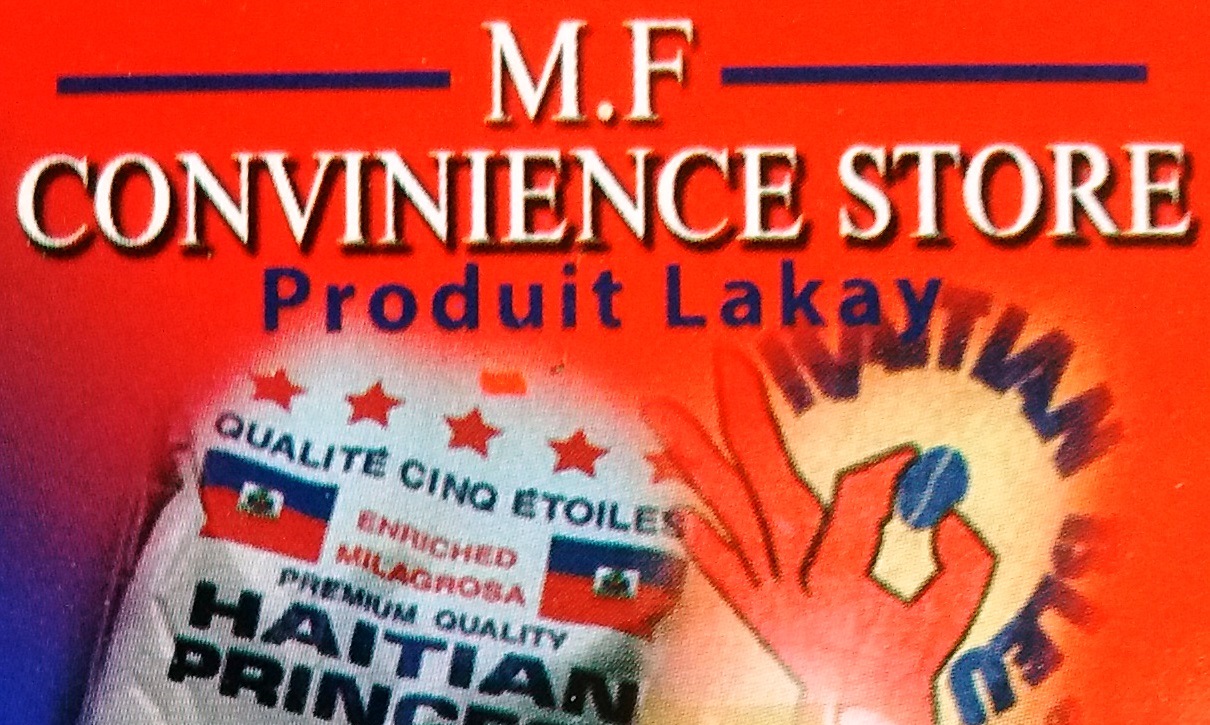 M.F
CONVINIENCE STORE
Produit Lakay
QUALITÉ CINQ ÉTOILES
ENRICHED
MILAGROSA
PREMIUM QUALITY
HAITIAN